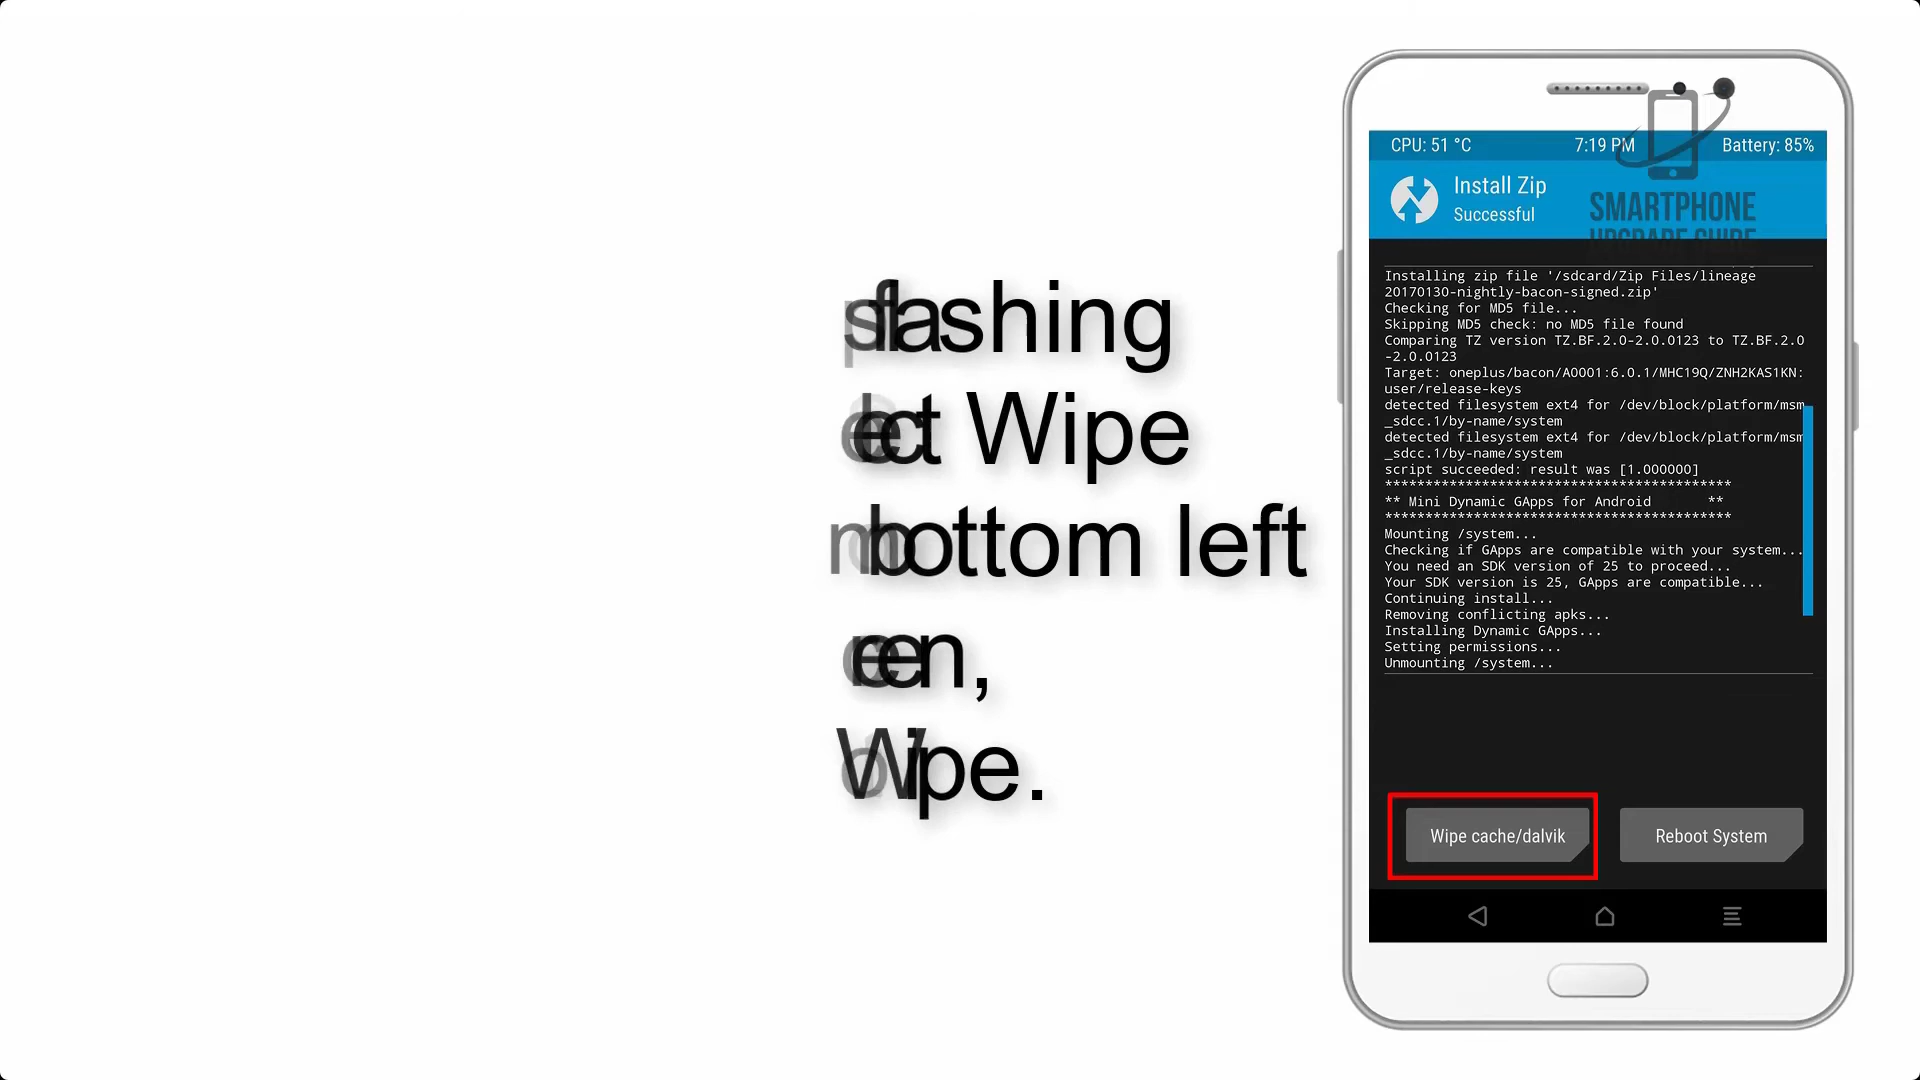 flashing
Wipe
bottom left
Wipe.
CPU: 51 °C 7:19 PM Battery: 85%
Install Zip
Successful
SMARTPHONE
UPGRADE GUIDE
Installing zip file '/sdcard/Zip Files/lineage
20170130-nightly-bacon-signed.zip'
Checking for MD5 file...
Skipping MD5 check: no MD5 file found
Comparing TZ version TZ.BF.2.0-2.0.0123 to TZ.BF.2.0
-2.0.0123
Target: oneplus/bacon/A0001:6.0.1/MHC19Q/ZNH2KAS1KN:
user/release-keys
detected filesystem ext4 for /dev/block/platform/msm
_sdcc.1/by-name/system
detected filesystem ext4 for /dev/block/platform/msm
_sdcc.1/by-name/system
script succeeded: result was [1.000000]
*******************************************
** Mini Dynamic GApps for Android **
*******************************************
Mounting /system...
Checking if GApps are compatible with your system...
You need an SDK version of 25 to proceed...
Your SDK version is 25, GApps are compatible...
Continuing install...
Removing conflicting apks...
Installing Dynamic GApps...
Setting permissions...
Unmounting /system...
Wipe cache/dalvik Reboot System